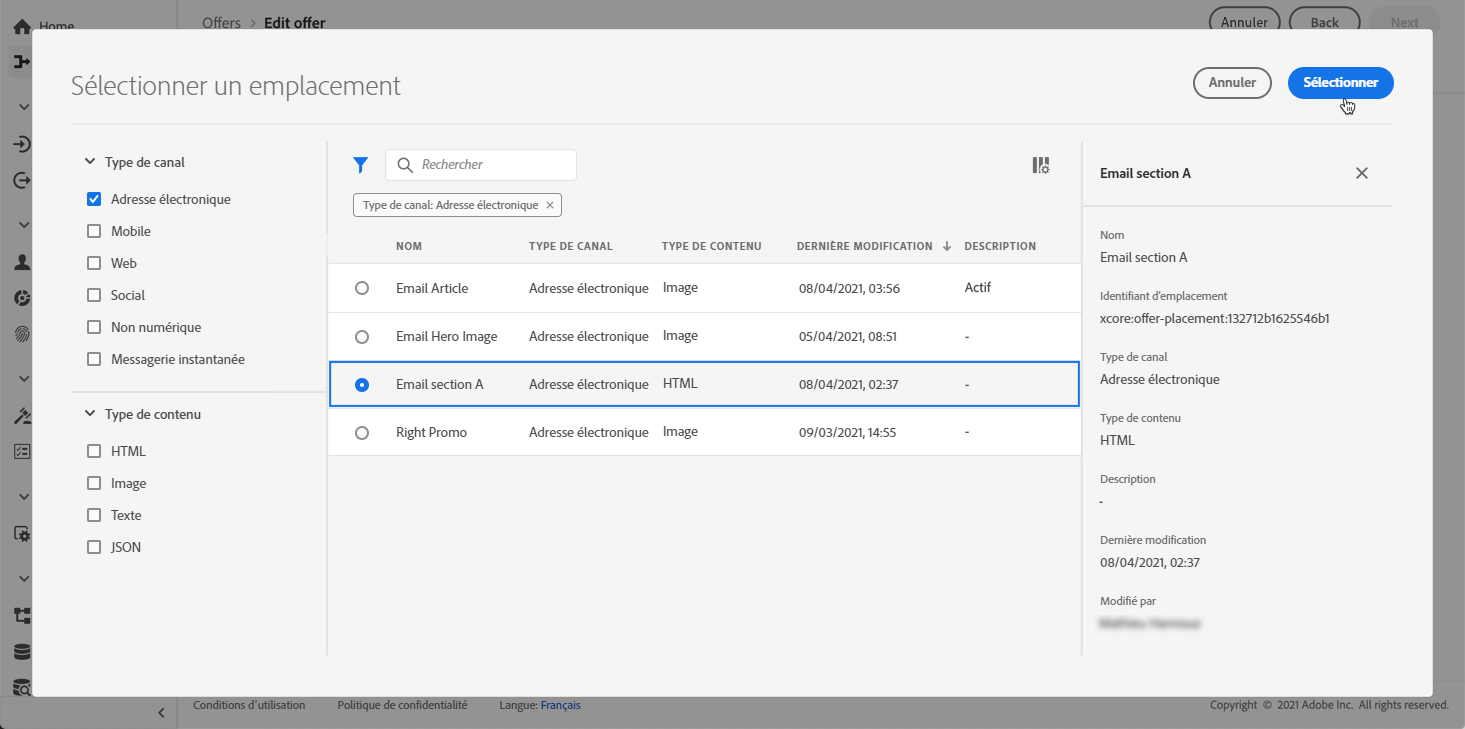 Home
Offers > Edit offer
Annuler
Back
Next
Sélectionner un emplacement
Annuler
Sélectionner
Type de canal
Adresse électronique
Mobile
Web
Social
Non numérique
Messagerie instantanée
Type de contenu
HTML
Image
Texte
JSON
Rechercher
Type de canal: Adresse électronique ×
NOM TYPE DE CANAL TYPE DE CONTENU DERNIÈRE MODIFICATION ↓ DESCRIPTION
Email Article Adresse électronique Image 08/04/2021, 03:56 Actif
Email Hero Image Adresse électronique Image 05/04/2021, 08:51 -
Email section A Adresse électronique HTML 08/04/2021, 02:37 -
Right Promo Adresse électronique Image 09/03/2021, 14:55 -
Email section A
Nom
Email section A
Identifiant d'emplacement
xcore:offer-placement:132712b1625546b1
Type de canal
Adresse électronique
Type de contenu
HTML
Description
-
Dernière modification
08/04/2021, 02:37
Modifié par
Conditions d'utilisation
Politique de confidentialité
Langue: Français
Copyright © 2021 Adobe Inc. All rights reserved.